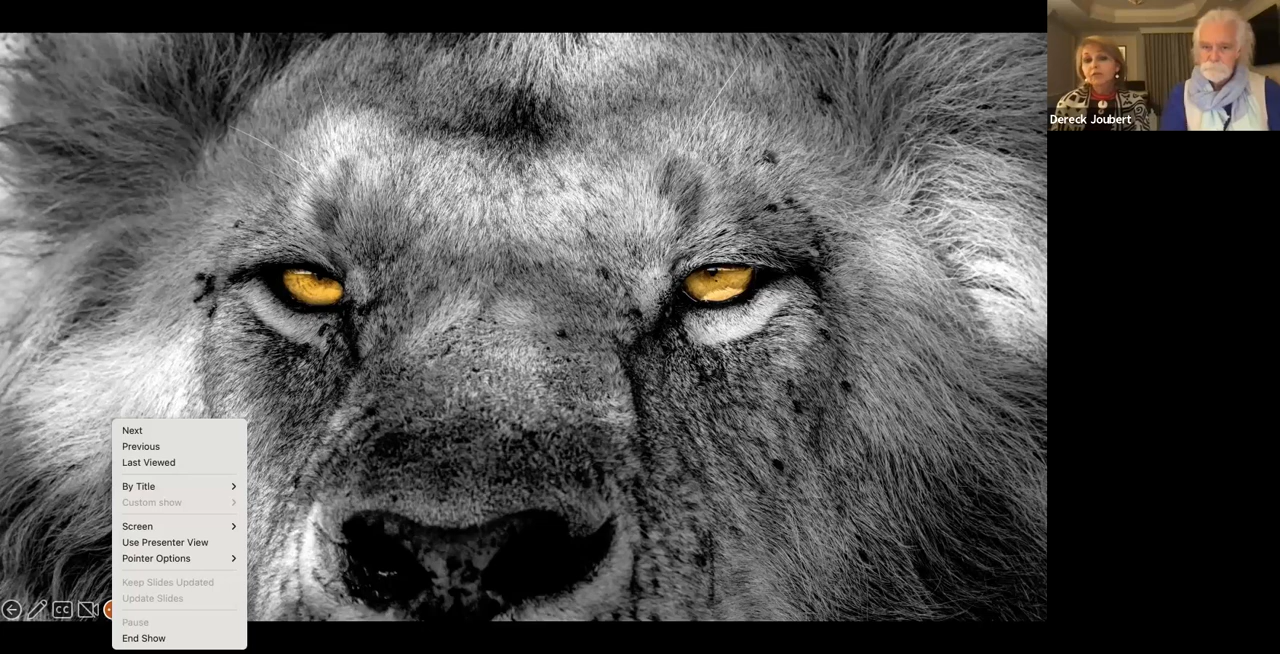 Dereck Joubert
Next
Previous
Last Viewed
By Title
Custom show
Screen
Use Presenter View
Pointer Options
Keep Slides Updated
Update Slides
Pause
End Show
CC